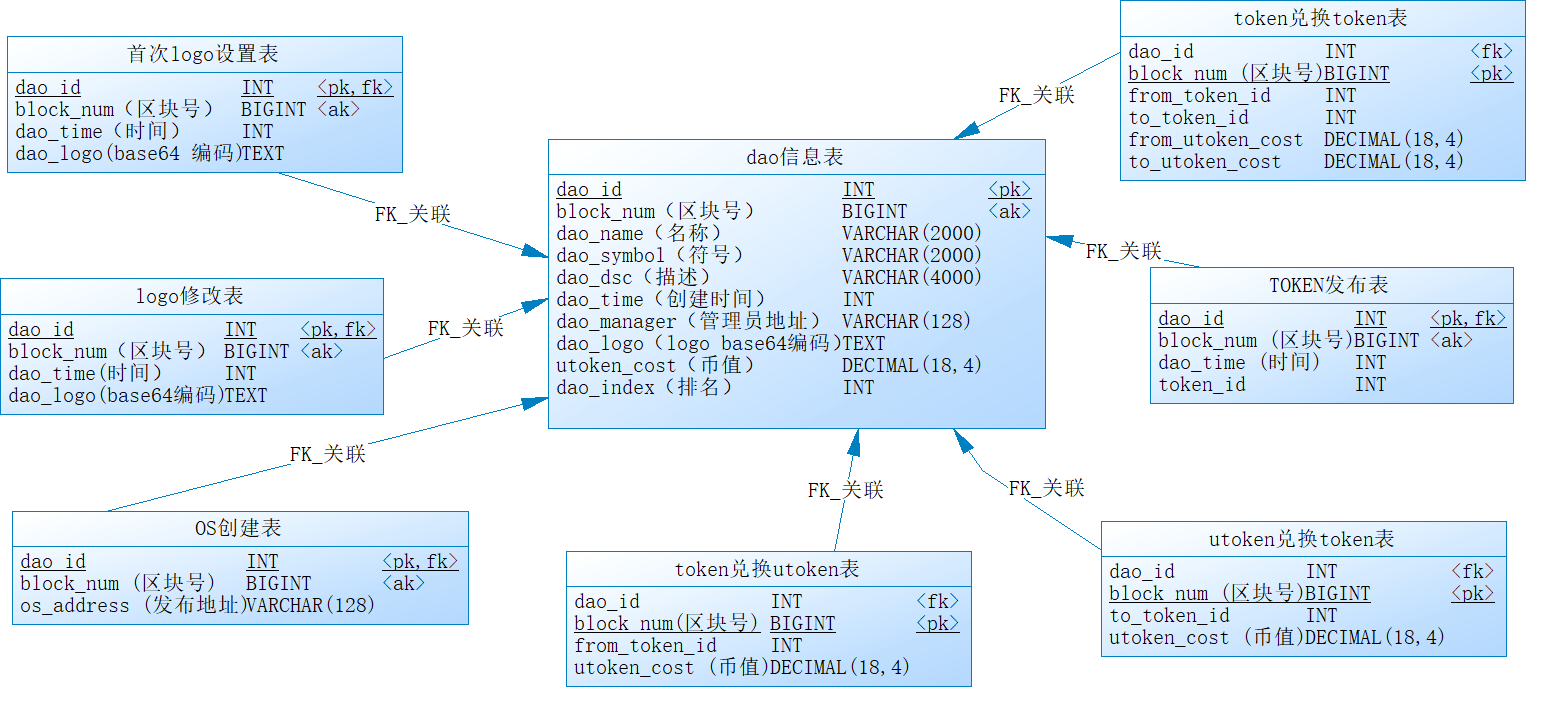 首次logo设置表
dao_id INT <pk,fk>
block_num（区块号） BIGINT <ak>
dao_time（时间） INT
dao_logo(base64 编码)TEXT
FK_关联
logo修改表
dao_id INT <pk,fk>
block_num（区块号） BIGINT <ak>
dao_time(时间） INT
dao_logo(base64编码)TEXT
FK_关联
OS创建表
dao_id INT <pk,fk>
block_num (区块号） BIGINT <ak>
os_address (发布地址)VARCHAR(128)
FK_关联
dao信息表
dao_id INT <pk>
block_num（区块号） BIGINT <ak>
dao_name（名称） VARCHAR(2000)
dao_symbol（符号） VARCHAR(2000)
dao_dsc（描述） VARCHAR(4000)
dao_time（创建时间） INT
dao_manager（管理员地址） VARCHAR(128)
dao_logo（logo base64编码)TEXT
utoken_cost（币值） DECIMAL(18,4)
dao_index（排名） INT
FK_关联
token兑换utoken表
dao_id INT <fk>
block_num(区块号) BIGINT <pk>
from_token_id INT
utoken_cost (币值)DECIMAL(18,4)
token兑换token表
dao_id INT <fk>
block_num (区块号)BIGINT <pk>
from_token_id INT
to_token_id INT
from_utoken_cost DECIMAL(18,4)
to_utoken_cost DECIMAL(18,4)
FK_关联
FK_关联
TOKEN发布表
dao_id INT <pk,fk>
block_num (区块号)BIGINT <ak>
dao_time (时间) INT
token_id INT
FK_关联
utoken兑换token表
dao_id INT <fk>
block_num (区块号)BIGINT <pk>
to_token_id INT
utoken_cost (币值)DECIMAL(18,4)